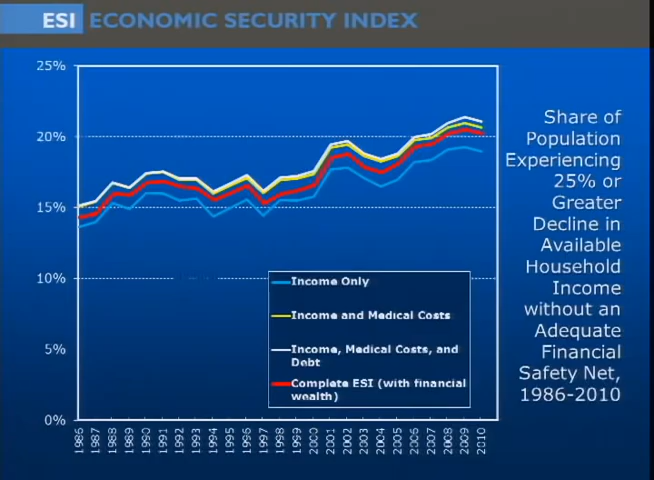 ESI ECONOMIC SECURITY INDEX
25%
20%
15%
10%
5%
0%
Income Only
Income and Medical Costs
Income, Medical Costs, and
Debt
Complete ESI (with financial
wealth)
1986 1987 1988 1989 1990 1991 1992 1993 1994 1995 1996 1997 1998 1999 2000 2001 2002 2003 2004 2005 2006 2007 2008 2009 2010
Share of
Population
Experiencing
25% or
Greater
Decline in
Available
Household
Income
without an
Adequate
Financial
Safety Net,
1986-2010